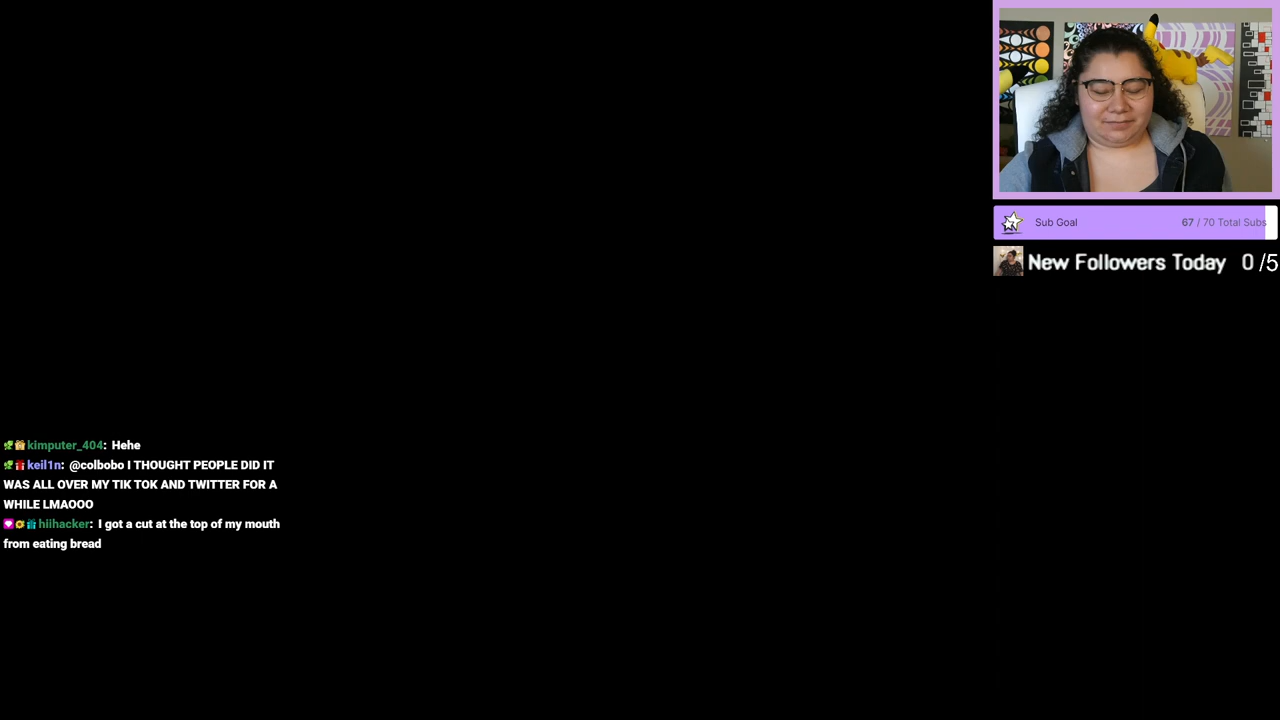 Sub Goal 67 / 70 Total Subs
New Followers Today 0 /5
kimputer_404: Hehe
keil1n: @colbobo I THOUGHT PEOPLE DID IT
WAS ALL OVER MY TIK TOK AND TWITTER FOR A
WHILE LMAOOO
hiihacker: I got a cut at the top of my mouth
from eating bread